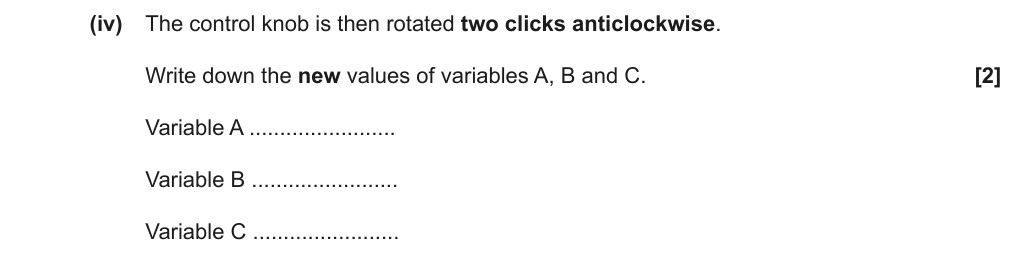 (iv) The control knob is then rotated two clicks anticlockwise.
Write down the new values of variables A, B and C. [2]
Variable A ........................
Variable B ........................
Variable C ........................